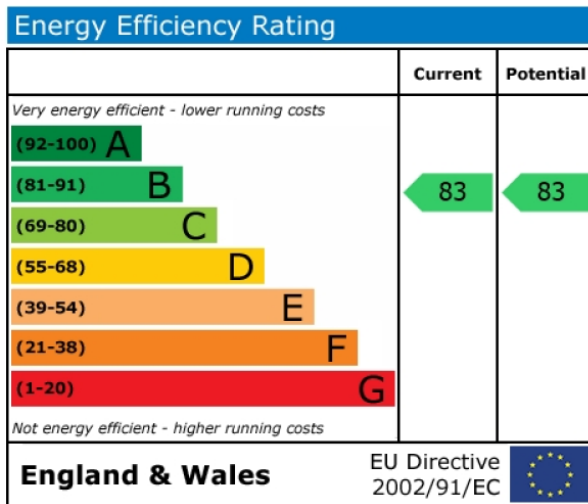 Energy Efficiency Rating
Current Potential
Very energy efficient - lower running costs
(92-100) A
(81-91) B
83 83
(69-80) C
(55-68) D
(39-54) E
(21-38) F
(1-20) G
Not energy efficient - higher running costs
England & Wales
EU Directive
2002/91/EC